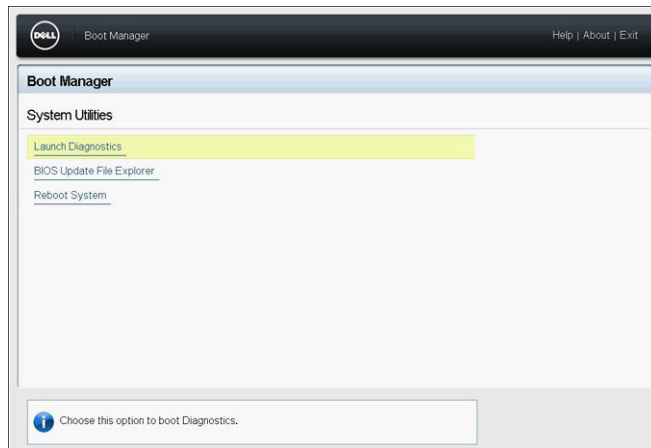 DELL Boot Manager Help | About | Exit
Boot Manager
System Utilities
Launch Diagnostics
BIOS Update File Explorer
Reboot System
Choose this option to boot Diagnostics.